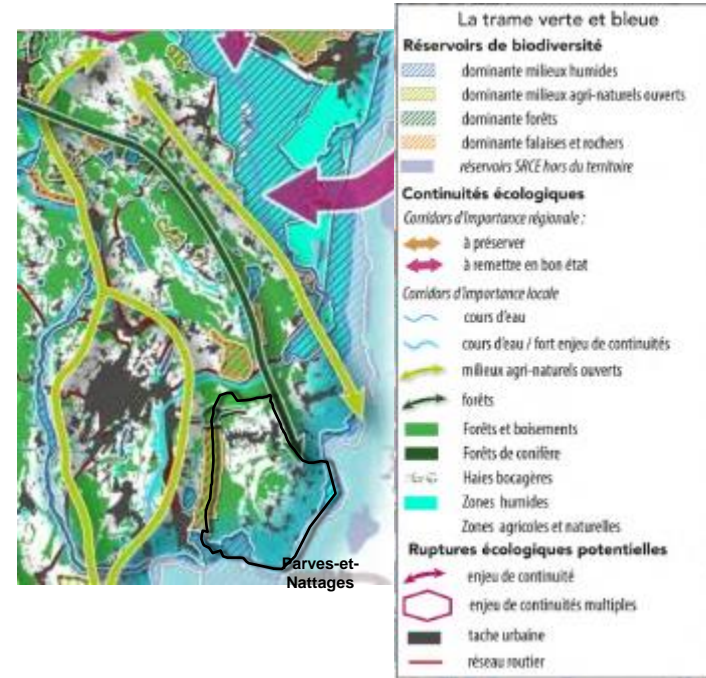 Parves-et-
Nattages
La trame verte et bleue
Réservoirs de biodiversité
dominante milieux humides
dominante milieux agri-naturels ouverts
dominante forêts
dominante falaises et rochers
réservoirs SRCE hors du territoire
Continuités écologiques
Corridors d'Importance régionale :
à préserver
à remettre en bon état
Corridors d'importance locale
cours d'eau
cours d'eau / fort enjeu de continuités
milieux agri-naturels ouverts
forêts
Forêts et boisements
Forêts de conifère
Haies bocagères
Zones humides
Zones agricoles et naturelles
Ruptures écologiques potentielles
enjeu de continuité
enjeu de continuités multiples
tache urbaine
réseau routier